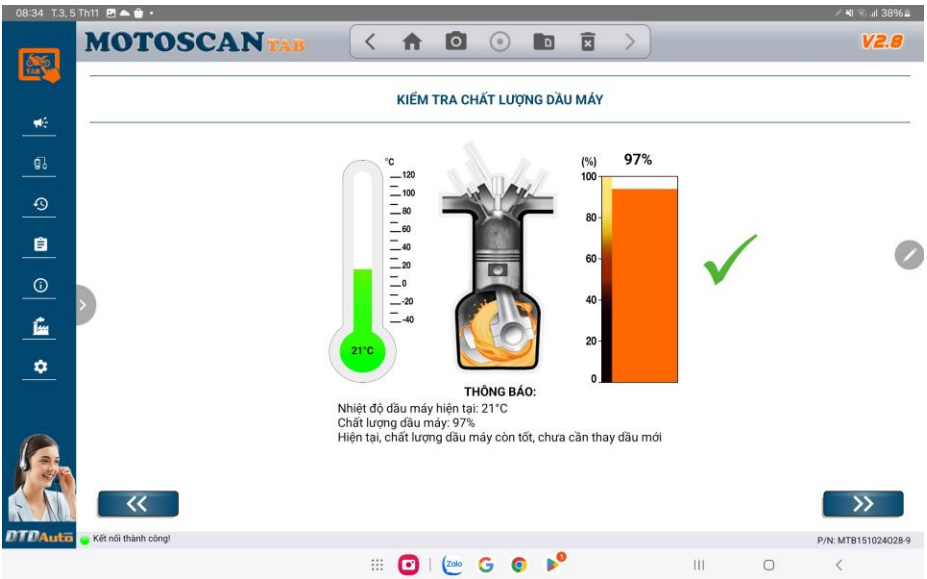 08:34 T.3, 5 Th11
38%
MOTOSCAN TAB
V2.8
TAB
KIỂM TRA CHẤT LƯỢNG DẦU MÁY
°C
120
100
80
60
40
20
0
-20
-40
21°C
(%)
97%
100
80
60
40
20
0
THÔNG BÁO:
Nhiệt độ dầu máy hiện tại: 21°C
Chất lượng dầu máy: 97%
Hiện tại, chất lượng dầu máy còn tốt, chưa cần thay dầu mới
DTDAuto
Kết nối thành công!
P/N: MTB151024028-9
Zalo
1